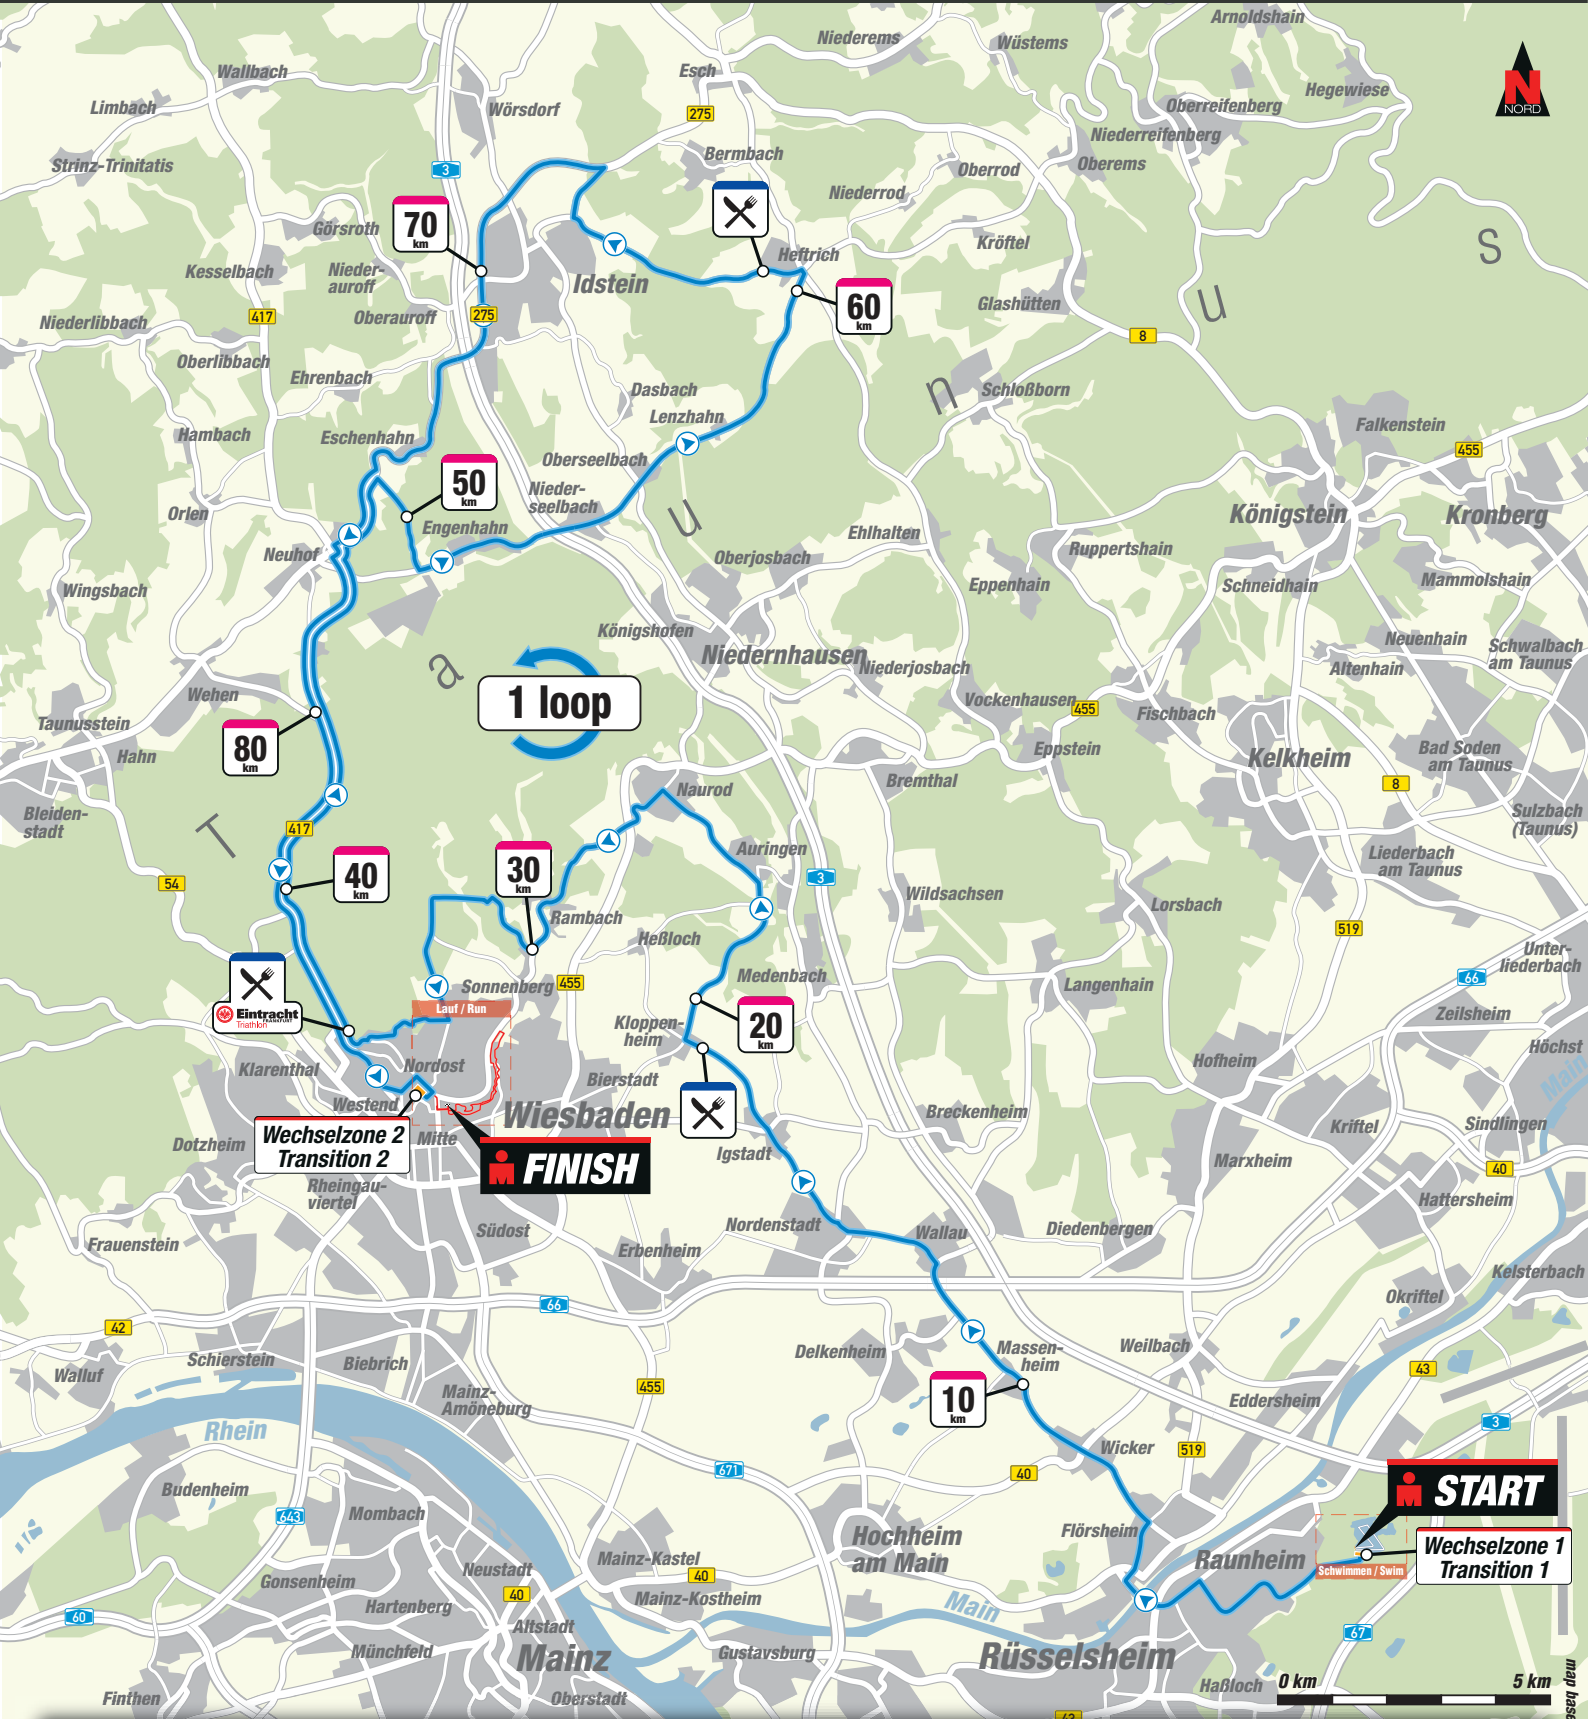 Arnoldshain
Niederems
Wüstems
Esch
Wallbach
Hegewiese
NORD
Limbach
Wörsdorf
275
Oberreifenberg
Niederreifenberg
Strinz-Trinitatis
3
Bermbach
Oberrod
Oberems
Niederrod
70
km
Görsroth
Kröftel
S
Heftrich
Kesselbach
Nieder-
auroff
Idstein
60
km
Glashütten
u
Niederlibbach
417
Oberauroff
275
8
Oberlibbach
Ehrenbach
Dasbach
n
Schloßborn
Lenzhahn
Falkenstein
Hambach
Eschenhahn
455
Oberseelbach
50
km
Nieder-
seelbach
Orlen
u
Königstein
Kronberg
Engenhahn
Ehlhalten
Neuhof
Oberjosbach
Ruppertshain
Wingsbach
Eppenhain
Schneidhain
Mammolshain
Königshofen
Neuenhain
Schwalbach
am Taunus
Niedernhausen
Niederjosbach
Altenhain
a
Wehen
1 loop
Vockenhausen
455
Fischbach
Taunusstein
80
km
Hahn
Eppstein
Kelkheim
Bad Soden
am Taunus
Bremthal
8
Naurod
Bleiden-
stadt
T
417
Sulzbach
(Taunus)
Auringen
Liederbach
am Taunus
54
40
km
30
km
3
Wildsachsen
Lorsbach
Rambach
519
Heßloch
Unter-
liederbach
Medenbach
66
Sonnenberg
455
Langenhain
Eintracht
FRANKFURT
Triathlon
Lauf / Run
20
km
Zeilsheim
Kloppen-
heim
Höchst
Klarenthal
Nordost
Hofheim
Main
Bierstadt
Westend
Wiesbaden
Breckenheim
Kriftel
Sindlingen
Wechselzone 2
Transition 2
Mitte
Dotzheim
FINISH
Igstadt
Marxheim
40
Rheingau-
viertel
Hattersheim
Südost
Nordenstadt
Wallau
Diedenbergen
Frauenstein
Erbenheim
Kelsterbach
Okriftel
66
42
Schierstein
Biebrich
Delkenheim
Massen-
heim
Weilbach
Walluf
43
455
Mainz-
Amöneburg
10
km
Eddersheim
Rhein
3
Wicker
519
671
40
Budenheim
START
643
Mombach
Flörsheim
Hochheim
am Main
Wechselzone 1
Transition 1
Raunheim
Mainz-Kastel
Neustadt
Schwimmen / Swim
Gonsenheim
40
40
Mainz-Kostheim
Main
Hartenberg
60
Altstadt
67
Münchfeld
Mainz
Gustavsburg
Rüsselsheim
Haßloch
0 km
5 km
Finthen
Oberstadt
43
map base